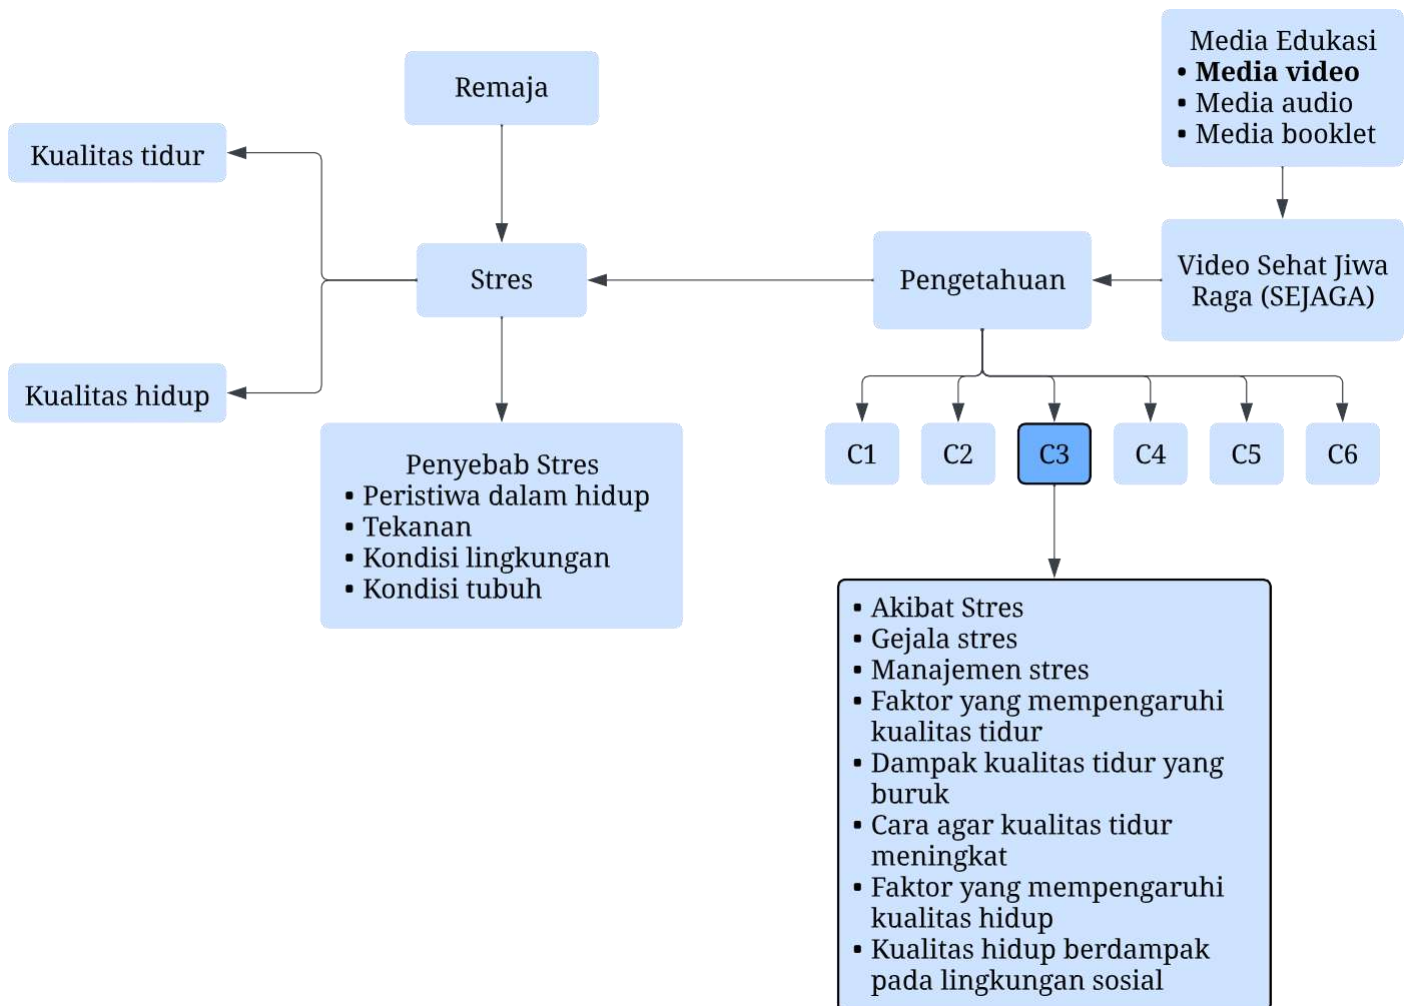 Media Edukasi
• Media video
• Media audio
• Media booklet
Remaja
Kualitas tidur
Stres
Pengetahuan
Video Sehat Jiwa
Raga (SEJAGA)
Kualitas hidup
Penyebab Stres
• Peristiwa dalam hidup
• Tekanan
• Kondisi lingkungan
• Kondisi tubuh
C1
C2
C3
C4
C5
C6
• Akibat Stres
• Gejala stres
• Manajemen stres
• Faktor yang mempengaruhi
kualitas tidur
• Dampak kualitas tidur yang
buruk
• Cara agar kualitas tidur
meningkat
• Faktor yang mempengaruhi
kualitas hidup
• Kualitas hidup berdampak
pada lingkungan sosial